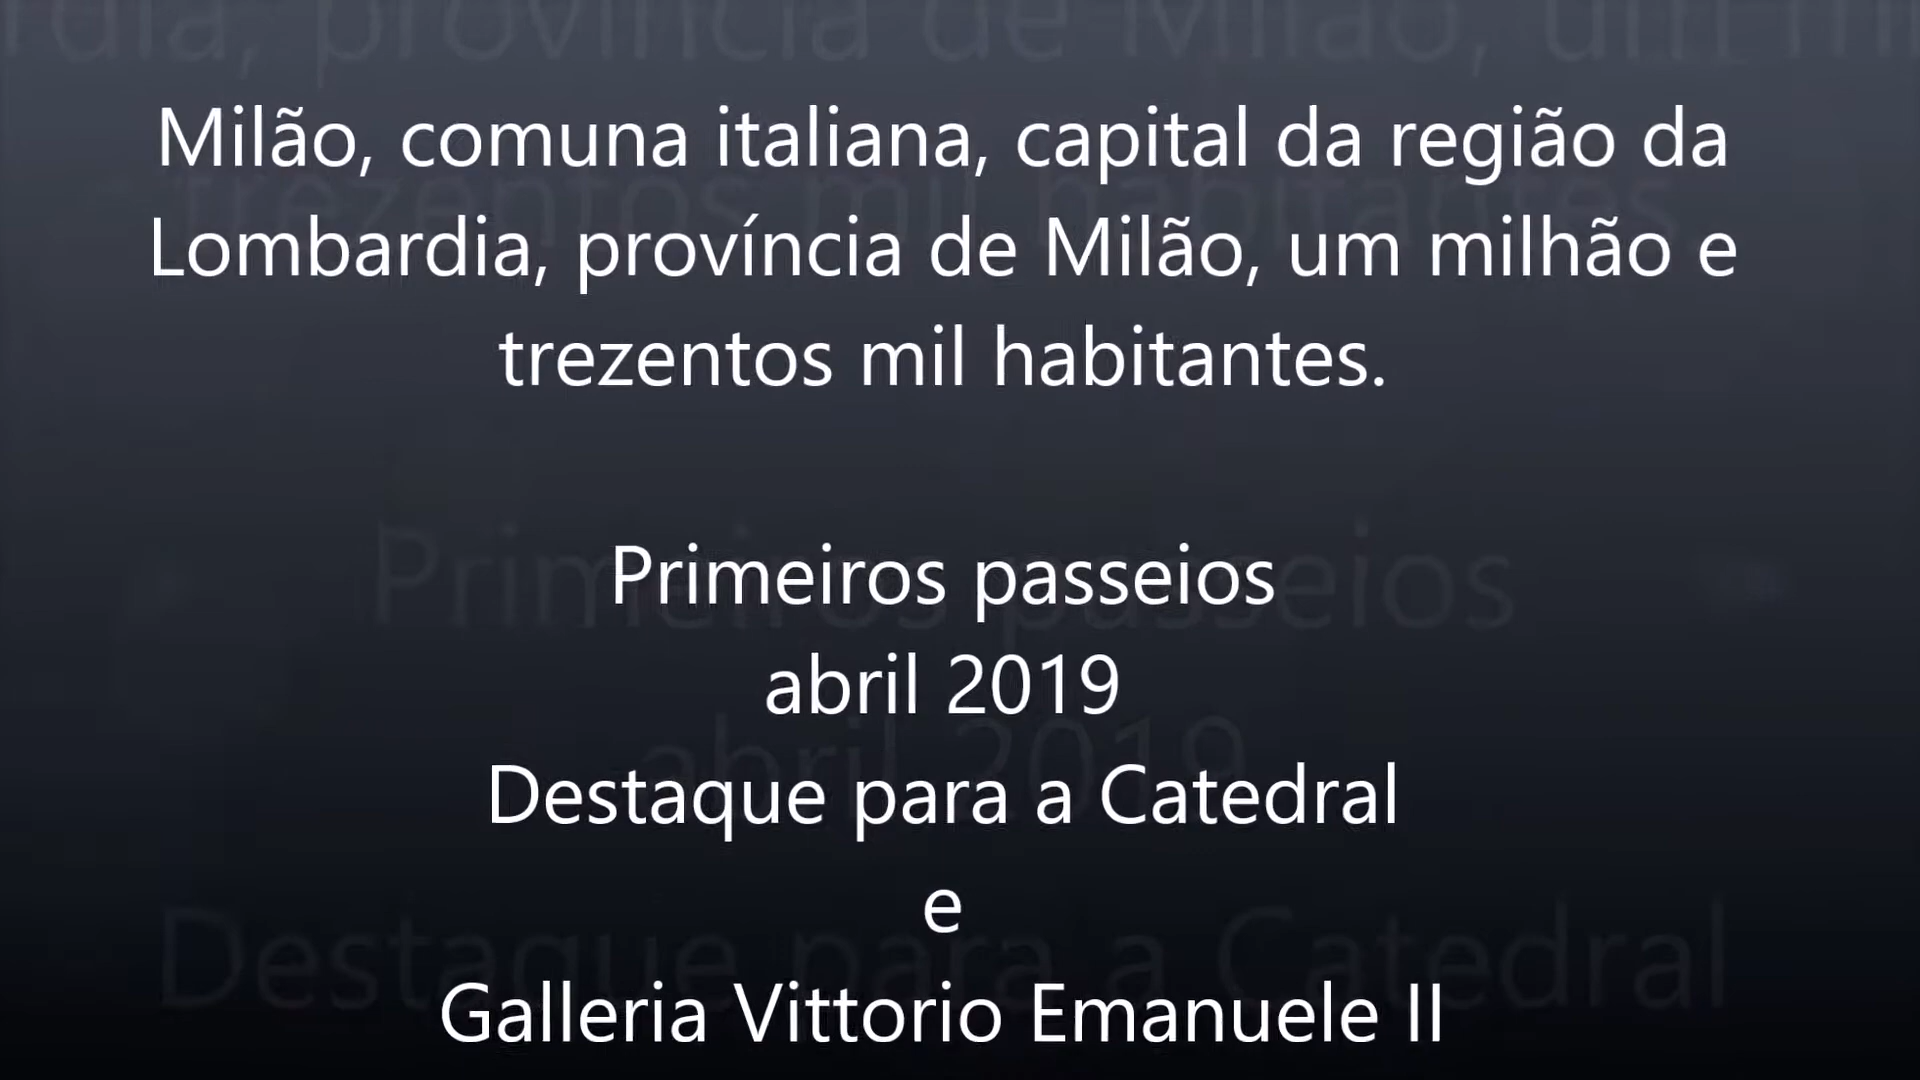 Milão, comuna italiana, capital da região da
Lombardia, província de Milão, um milhão e
trezentos mil habitantes.
Primeiros passeios
abril 2019
Destaque para a Catedral
e
Galleria Vittorio Emanuele II